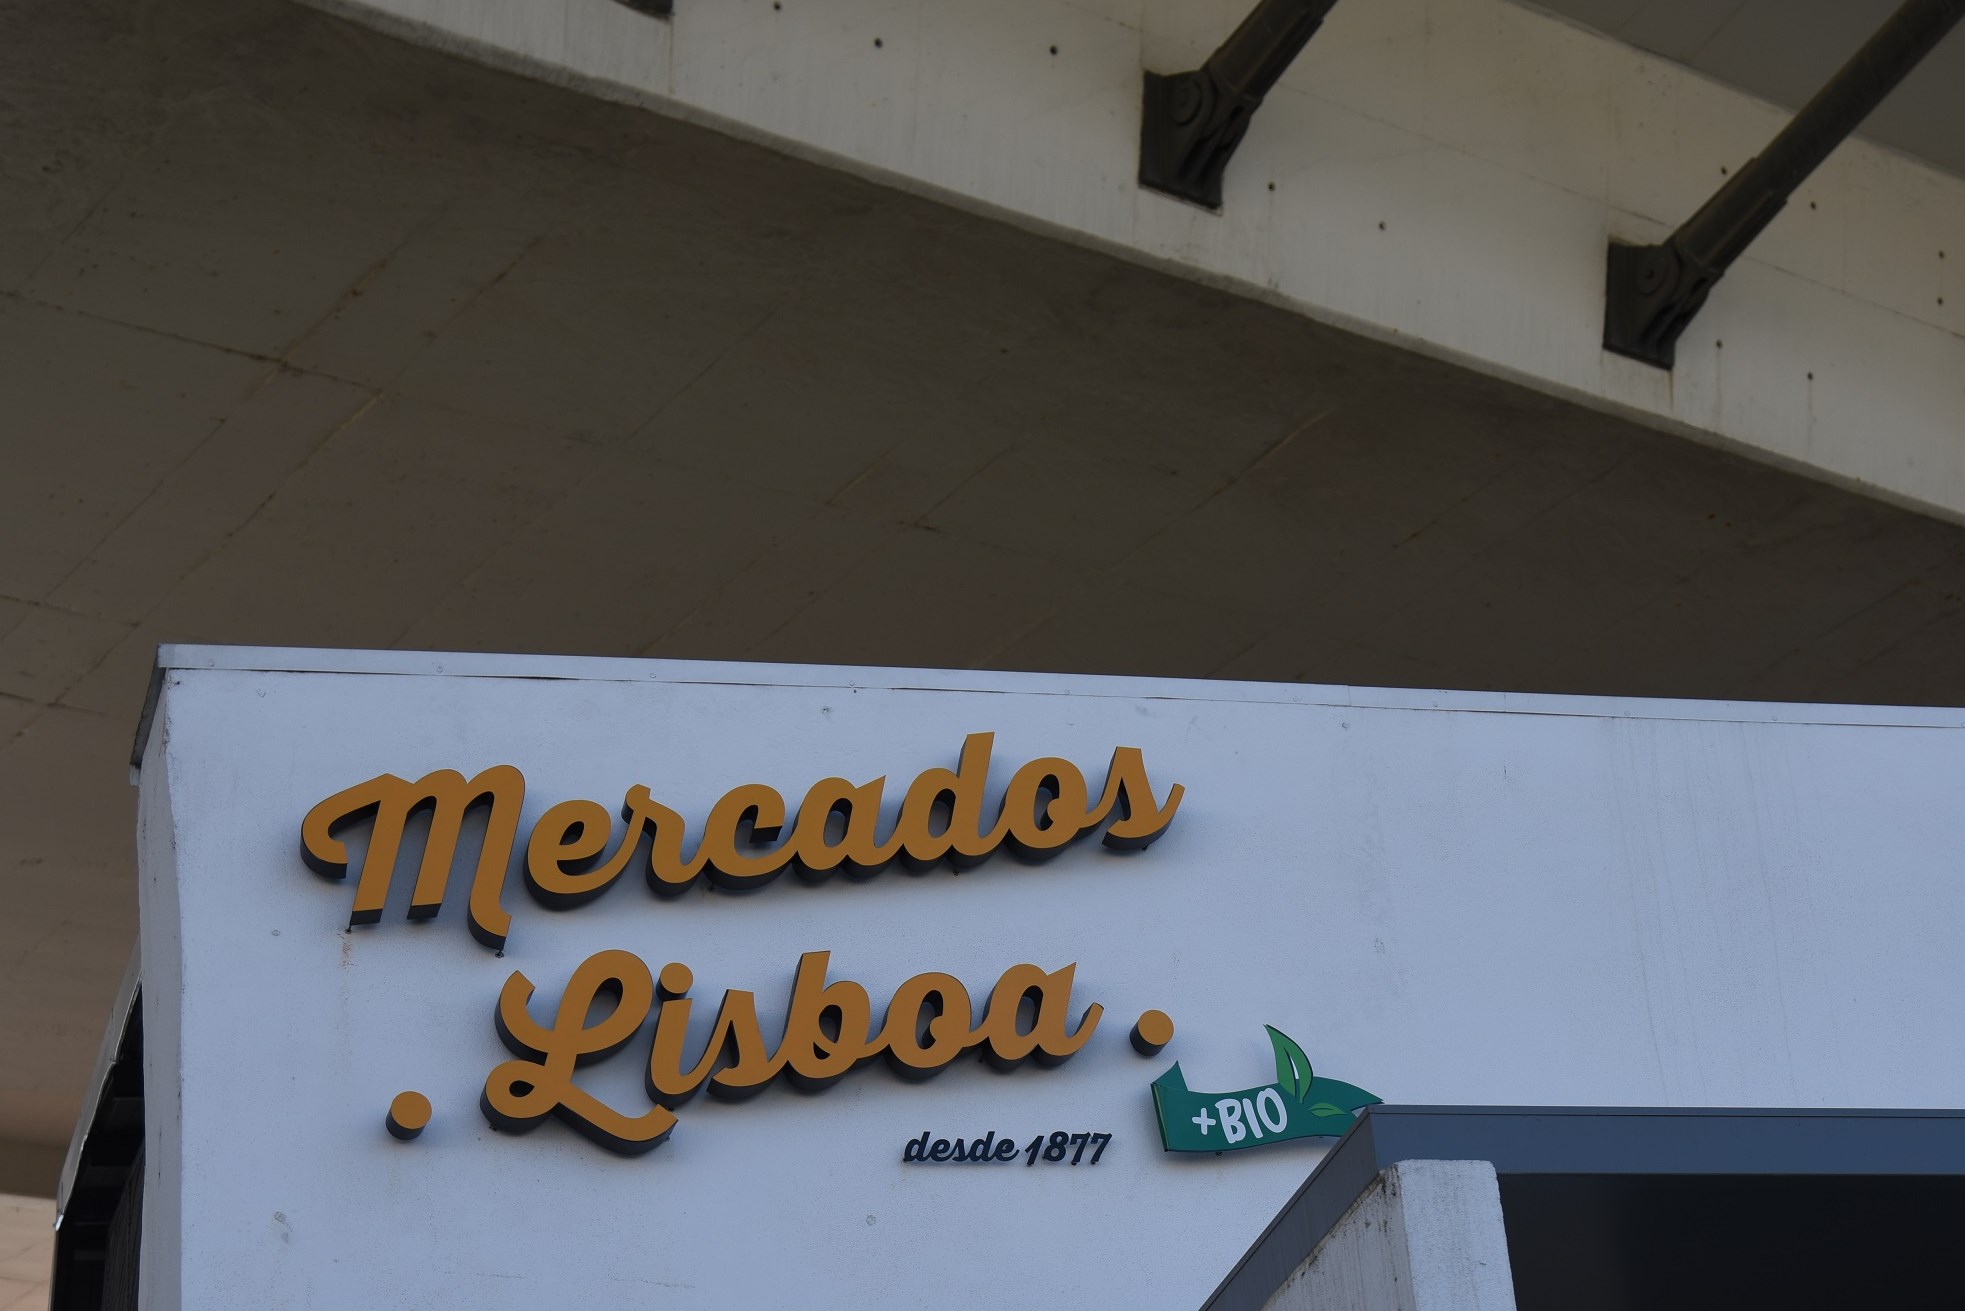 Mercados
Lisboa
desde 1877
+BIO